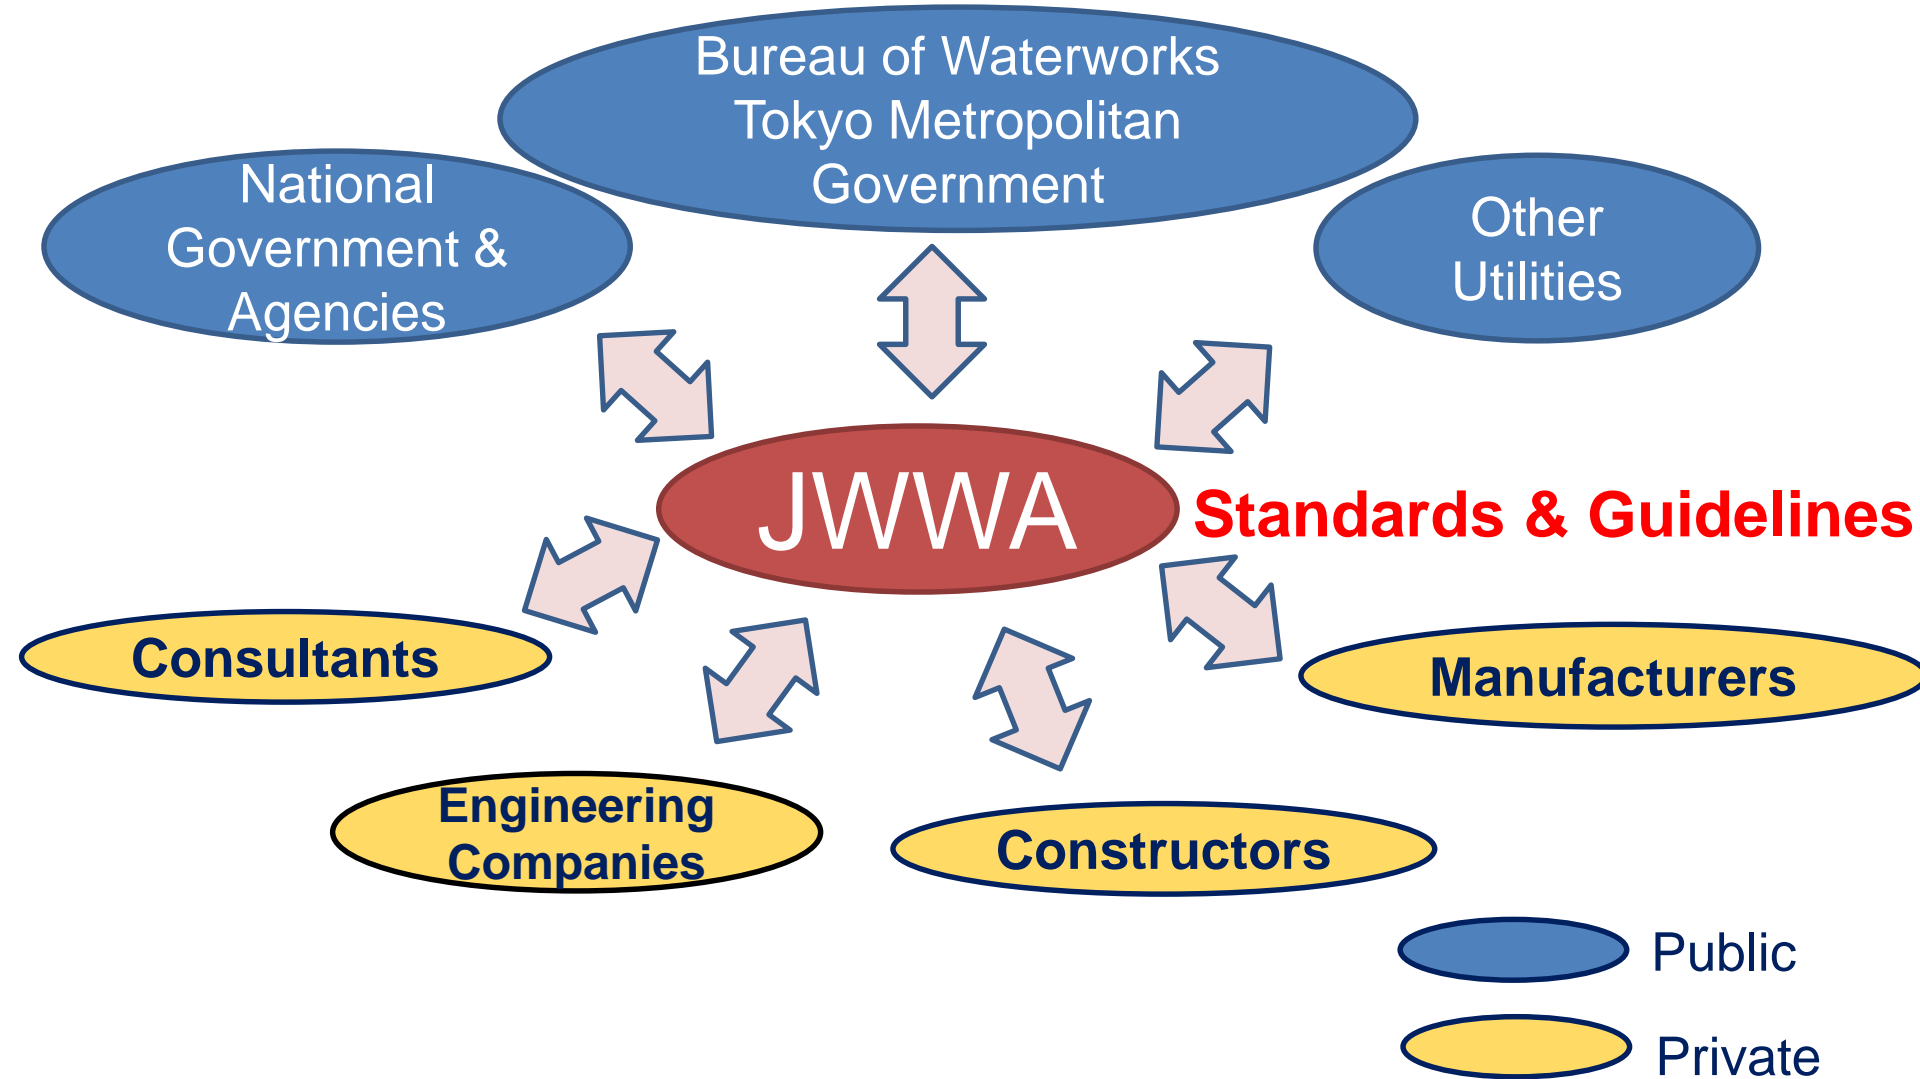 Bureau of Waterworks
Tokyo Metropolitan
Government
National
Government &
Agencies
Other
Utilities
JWWA
Standards & Guidelines
Consultants
Manufacturers
Engineering
Companies
Constructors
Public
Private